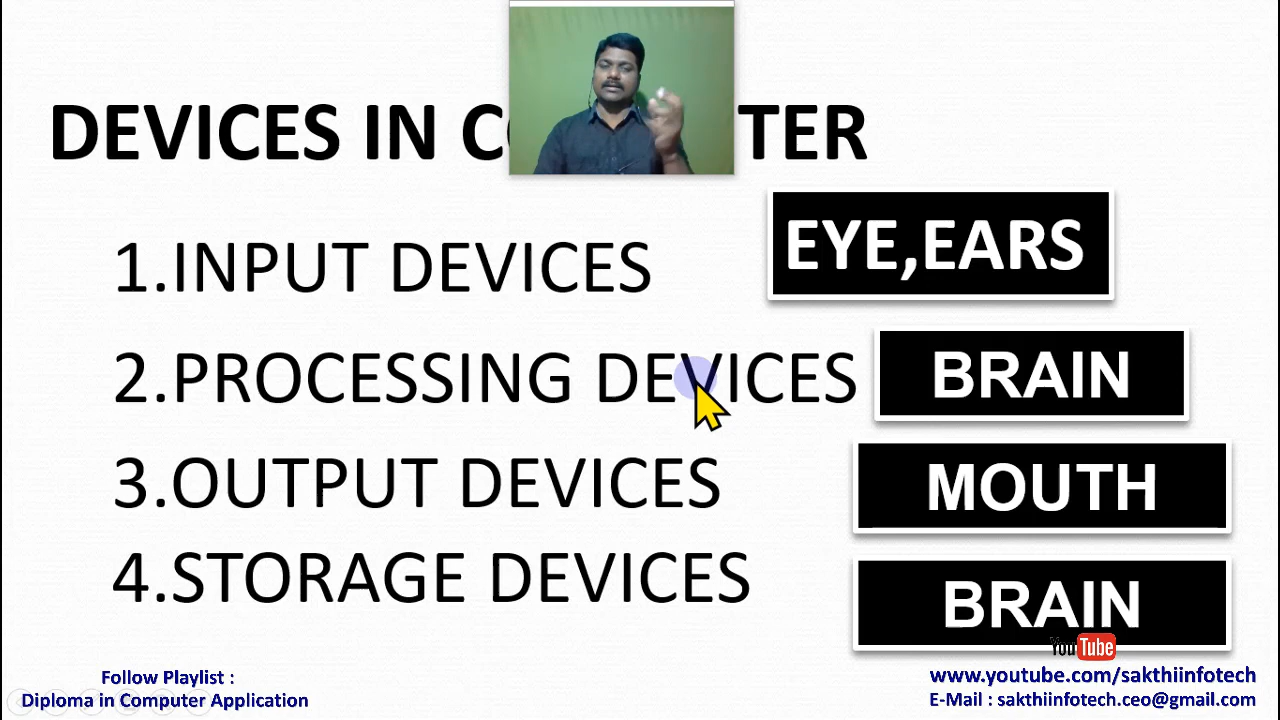 DEVICES IN C TER
1.INPUT DEVICES
EYE,EARS
2.PROCESSING DEVICES
BRAIN
3.OUTPUT DEVICES
MOUTH
4.STORAGE DEVICES
BRAIN
YouTube
Follow Playlist :
Diploma in Computer Application
www.youtube.com/sakthiinfotech
E-Mail : sakthiinfotech.ceo@gmail.com